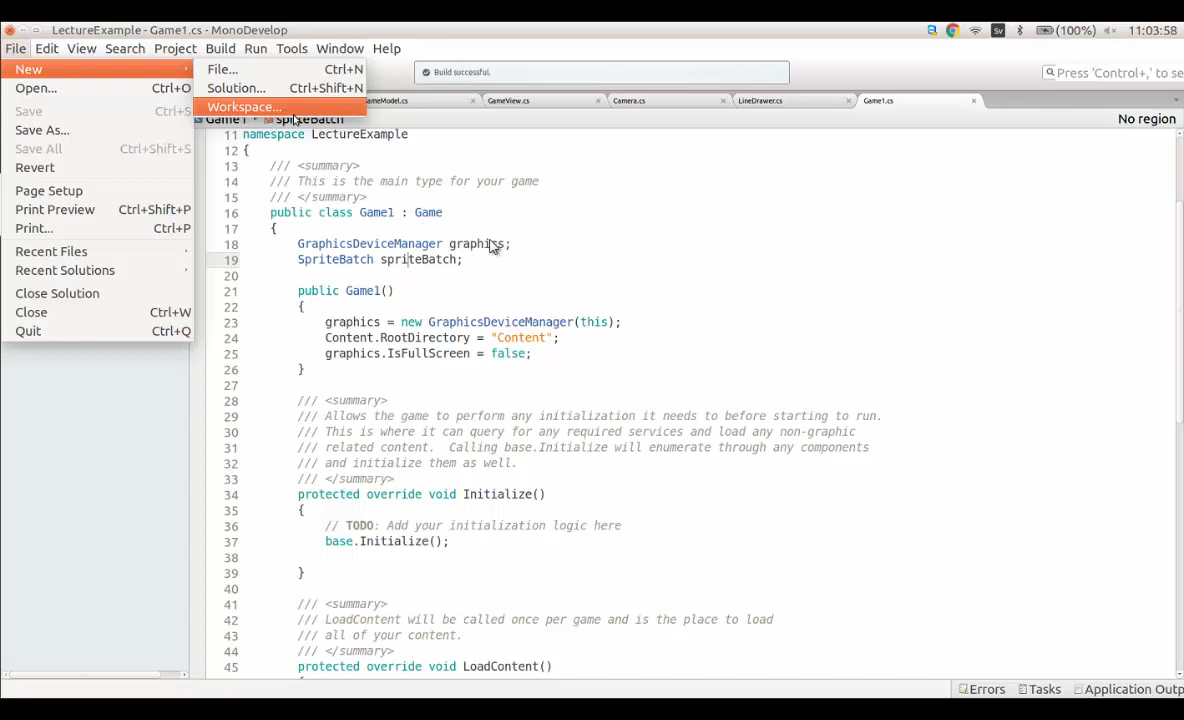 LectureExample - Game1.cs - MonoDevelop
Sv
(100%)
11:03:58
File Edit View Search Project Build Run Tools Window Help
New
Open... Ctrl+O
Save Ctrl+S
Save As...
Save All Ctrl+Shift+S
Revert
Page Setup
Print Preview Ctrl+Shift+P
Print... Ctrl+P
Recent Files
Recent Solutions
Close Solution
Close Ctrl+W
Quit Ctrl+Q
File... Ctrl+N
Solution... Ctrl+Shift+N
Workspace...
Build successful.
Press 'Control+,' to se
ameModel.cs GameView.cs Camera.cs LineDrawer.cs Game1.cs
Game1 spriteBatch No region
11 namespace LectureExample
12 {
13 /// <summary>
14 /// This is the main type for your game
15 /// </summary>
16 public class Game1 : Game
17 {
18 GraphicsDeviceManager graphics;
19 SpriteBatch spriteBatch;
20
21 public Game1()
22 {
23 graphics = new GraphicsDeviceManager(this);
24 Content.RootDirectory = "Content";
25 graphics.IsFullScreen = false;
26 }
27
28 /// <summary>
29 /// Allows the game to perform any initialization it needs to before starting to run.
30 /// This is where it can query for any required services and load any non-graphic
31 /// related content.  Calling base.Initialize will enumerate through any components
32 /// and initialize them as well.
33 /// </summary>
34 protected override void Initialize()
35 {
36 // TODO: Add your initialization logic here
37 base.Initialize();
38
39 }
40
41 /// <summary>
42 /// LoadContent will be called once per game and is the place to load
43 /// all of your content.
44 /// </summary>
45 protected override void LoadContent()
Errors Tasks Application Outp